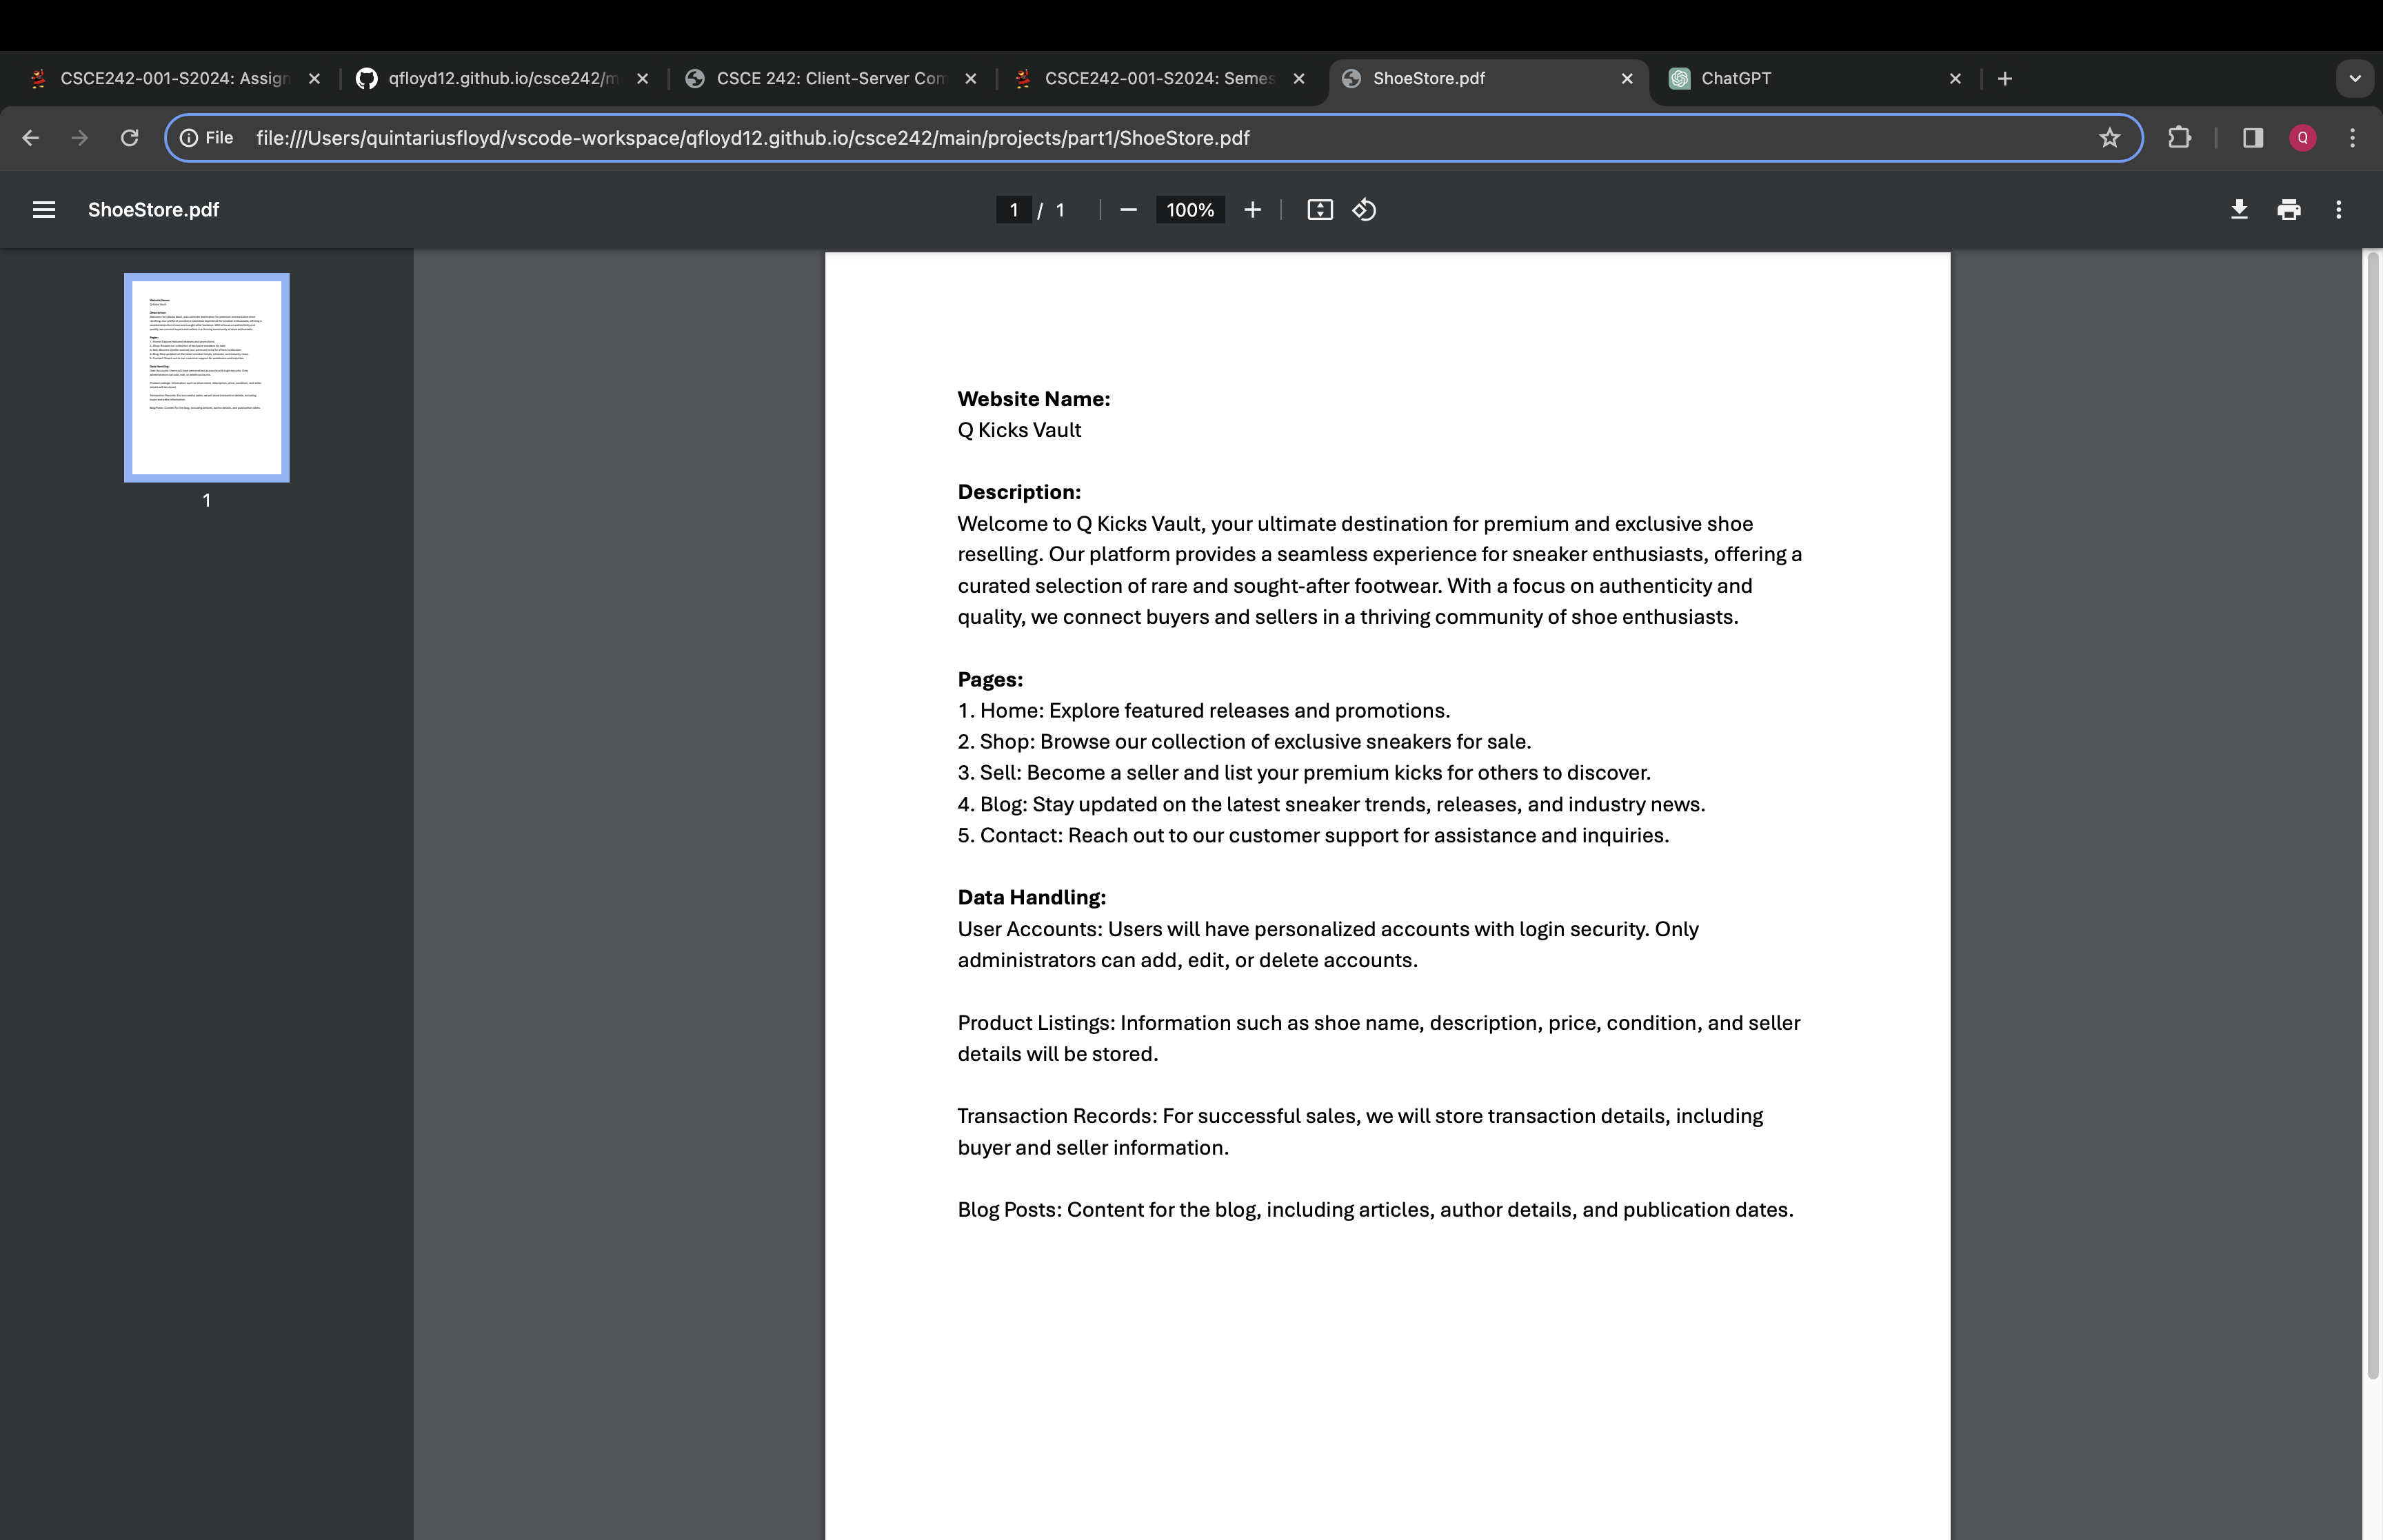 CSCE242-001-S2024: Assign
qfloyd12.github.io/csce242/m
CSCE 242: Client-Server Com
CSCE242-001-S2024: Semes
ShoeStore.pdf
ChatGPT
File
file:///Users/quintariusfloyd/vscode-workspace/qfloyd12.github.io/csce242/main/projects/part1/ShoeStore.pdf
Q
ShoeStore.pdf
1 / 1
100%
1
Website Name:
Q Kicks Vault
Description:
Welcome to Q Kicks Vault, your ultimate destination for premium and exclusive shoe
reselling. Our platform provides a seamless experience for sneaker enthusiasts, offering a
curated selection of rare and sought-after footwear. With a focus on authenticity and
quality, we connect buyers and sellers in a thriving community of shoe enthusiasts.
Pages:
1. Home: Explore featured releases and promotions.
2. Shop: Browse our collection of exclusive sneakers for sale.
3. Sell: Become a seller and list your premium kicks for others to discover.
4. Blog: Stay updated on the latest sneaker trends, releases, and industry news.
5. Contact: Reach out to our customer support for assistance and inquiries.
Data Handling:
User Accounts: Users will have personalized accounts with login security. Only
administrators can add, edit, or delete accounts.
Product Listings: Information such as shoe name, description, price, condition, and seller
details will be stored.
Transaction Records: For successful sales, we will store transaction details, including
buyer and seller information.
Blog Posts: Content for the blog, including articles, author details, and publication dates.